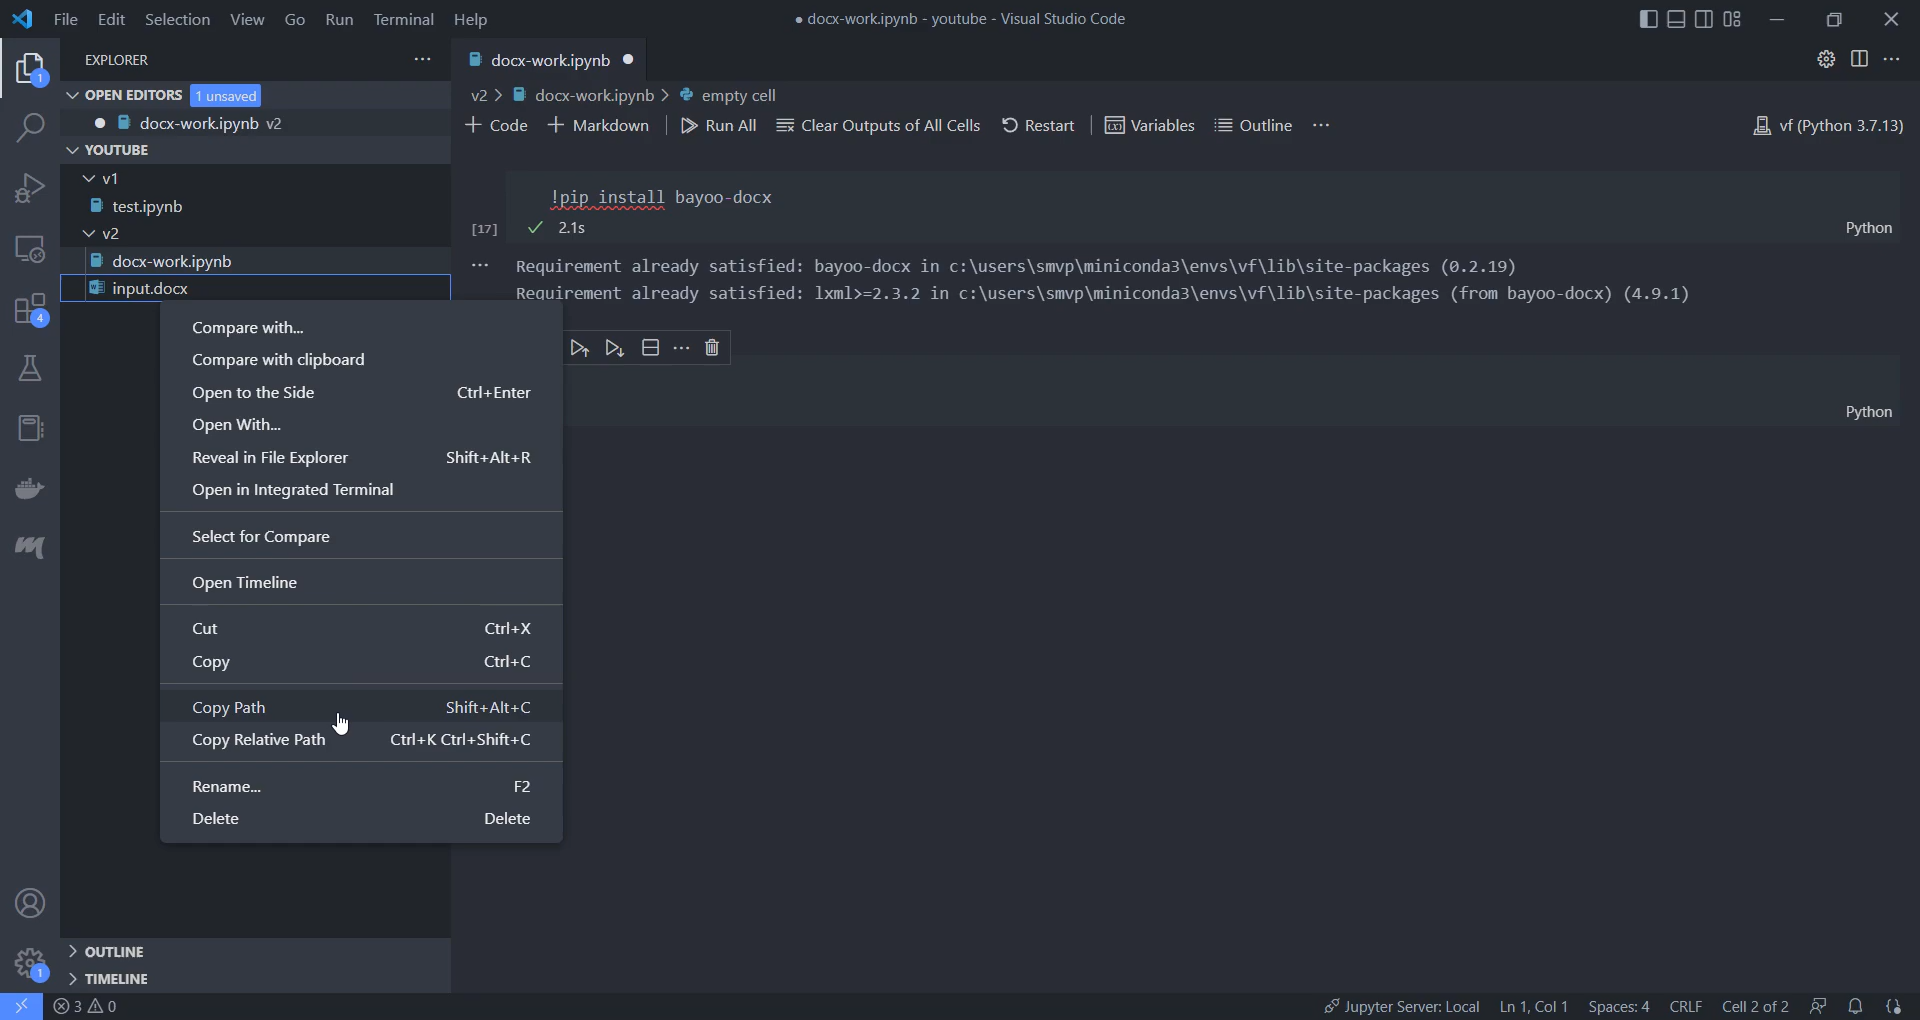 File Edit Selection View Go Run Terminal Help
● docx-work.ipynb - youtube - Visual Studio Code
EXPLORER
docx-work.ipynb
1
OPEN EDITORS 1 unsaved
v2 > docx-work.ipynb > empty cell
docx-work.ipynb v2
Code Markdown Run All Clear Outputs of All Cells Restart Variables Outline ···
vf (Python 3.7.13)
YOUTUBE
v1
test.ipynb
v2
docx-work.ipynb
input.docx
4
!pip install bayoo-docx
[17] ✓ 2.1s
Python
··· Requirement already satisfied: bayoo-docx in c:\users\smvp\miniconda3\envs\vf\lib\site-packages (0.2.19)
Requirement already satisfied: lxml>=2.3.2 in c:\users\smvp\miniconda3\envs\vf\lib\site-packages (from bayoo-docx) (4.9.1)
Python
Compare with...
Compare with clipboard
Open to the Side Ctrl+Enter
Open With...
Reveal in File Explorer Shift+Alt+R
Open in Integrated Terminal
Select for Compare
Open Timeline
Cut Ctrl+X
Copy Ctrl+C
Copy Path Shift+Alt+C
Copy Relative Path Ctrl+K Ctrl+Shift+C
Rename... F2
Delete Delete
OUTLINE
1
TIMELINE
3 0
Jupyter Server: Local Ln 1, Col 1 Spaces: 4 CRLF Cell 2 of 2